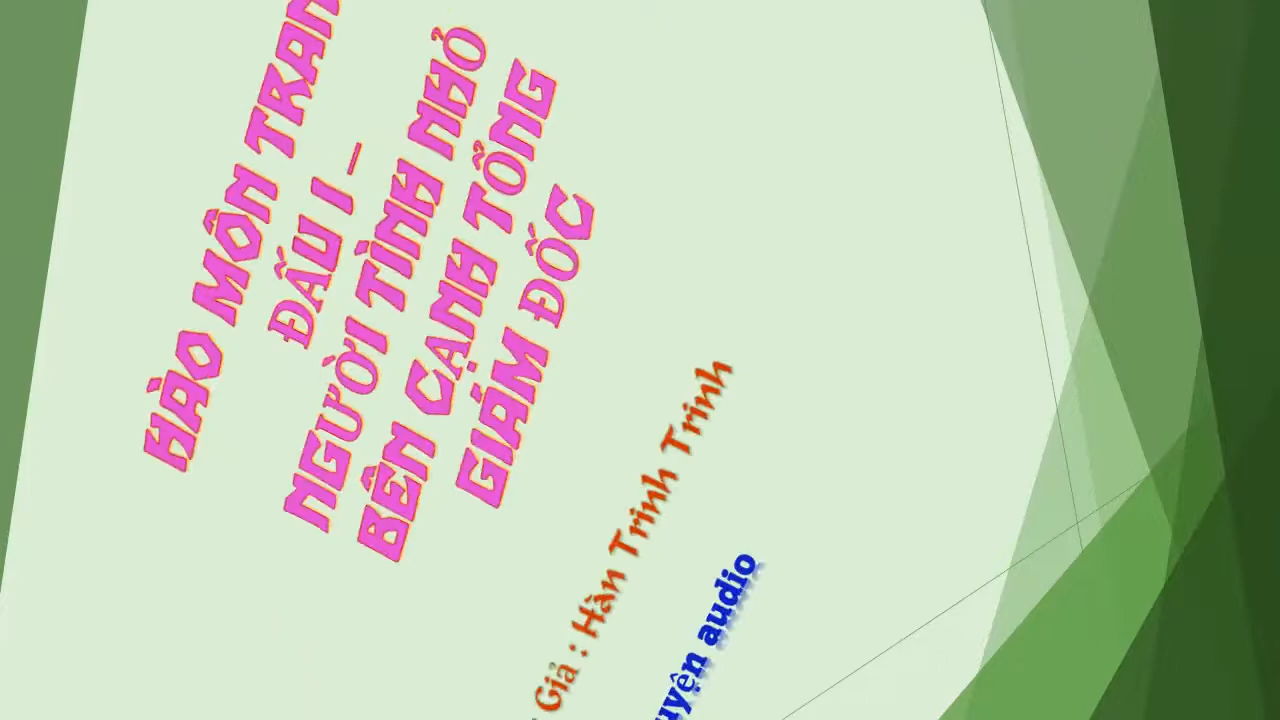 HÀO MÔN TRAN
ĐẤU I –
NGƯỜI TÌNH NHỎ
BÊN CẠNH TỔNG
GIÁM ĐỐC
Giả : Hàn Trinh Trinh
uyện audio